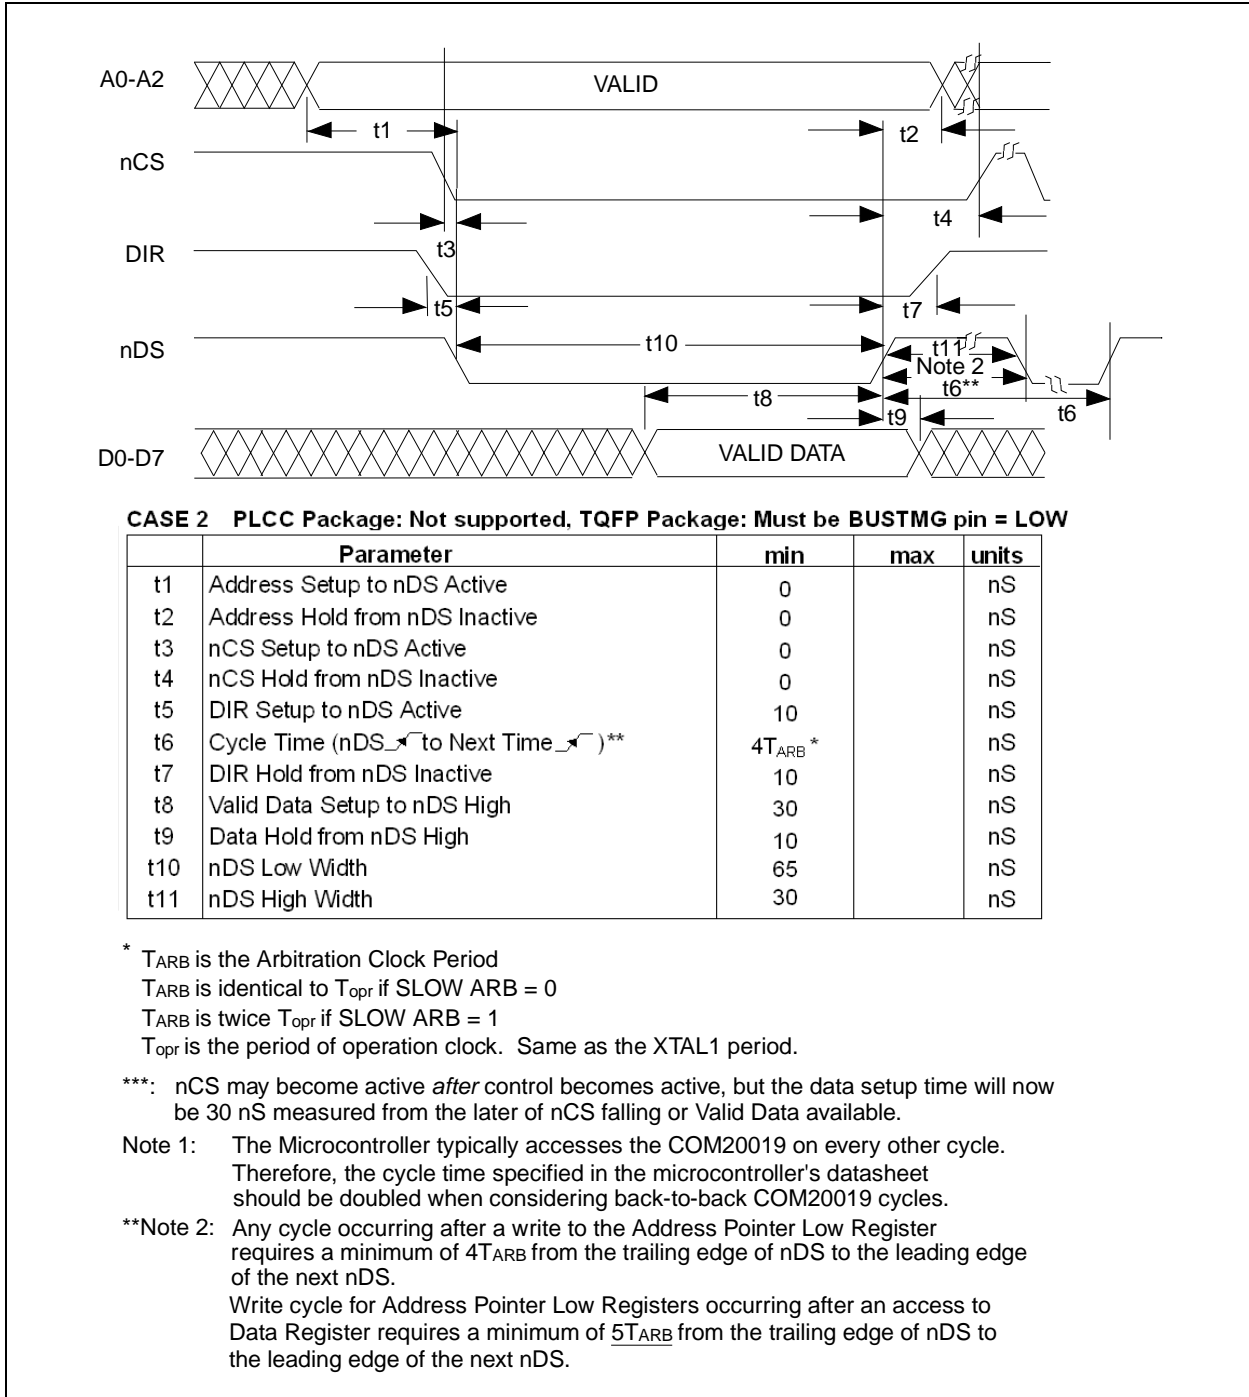 A0-A2
VALID
t1
t2
nCS
t3
t4
DIR
t5
t7
nDS
t10
t11
Note 2
t6**
t8
t6
t9
D0-D7
VALID DATA
CASE 2 PLCC Package: Not supported, TQFP Package: Must be BUSTMG pin = LOW
Parameter min max units
t1 Address Setup to nDS Active 0 nS
t2 Address Hold from nDS Inactive 0 nS
t3 nCS Setup to nDS Active 0 nS
t4 nCS Hold from nDS Inactive 0 nS
t5 DIR Setup to nDS Active 10 nS
t6 Cycle Time (nDS to Next Time )** 4TARB* nS
t7 DIR Hold from nDS Inactive 10 nS
t8 Valid Data Setup to nDS High 30 nS
t9 Data Hold from nDS High 10 nS
t10 nDS Low Width 65 nS
t11 nDS High Width 30 nS
* TARB is the Arbitration Clock Period
TARB is identical to Topr if SLOW ARB = 0
TARB is twice Topr if SLOW ARB = 1
Topr is the period of operation clock. Same as the XTAL1 period.
***: nCS may become active after control becomes active, but the data setup time will now
be 30 nS measured from the later of nCS falling or Valid Data available.
Note 1: The Microcontroller typically accesses the COM20019 on every other cycle.
Therefore, the cycle time specified in the microcontroller's datasheet
should be doubled when considering back-to-back COM20019 cycles.
**Note 2: Any cycle occurring after a write to the Address Pointer Low Register
requires a minimum of 4TARB from the trailing edge of nDS to the leading edge
of the next nDS.
Write cycle for Address Pointer Low Registers occurring after an access to
Data Register requires a minimum of 5TARB from the trailing edge of nDS to
the leading edge of the next nDS.